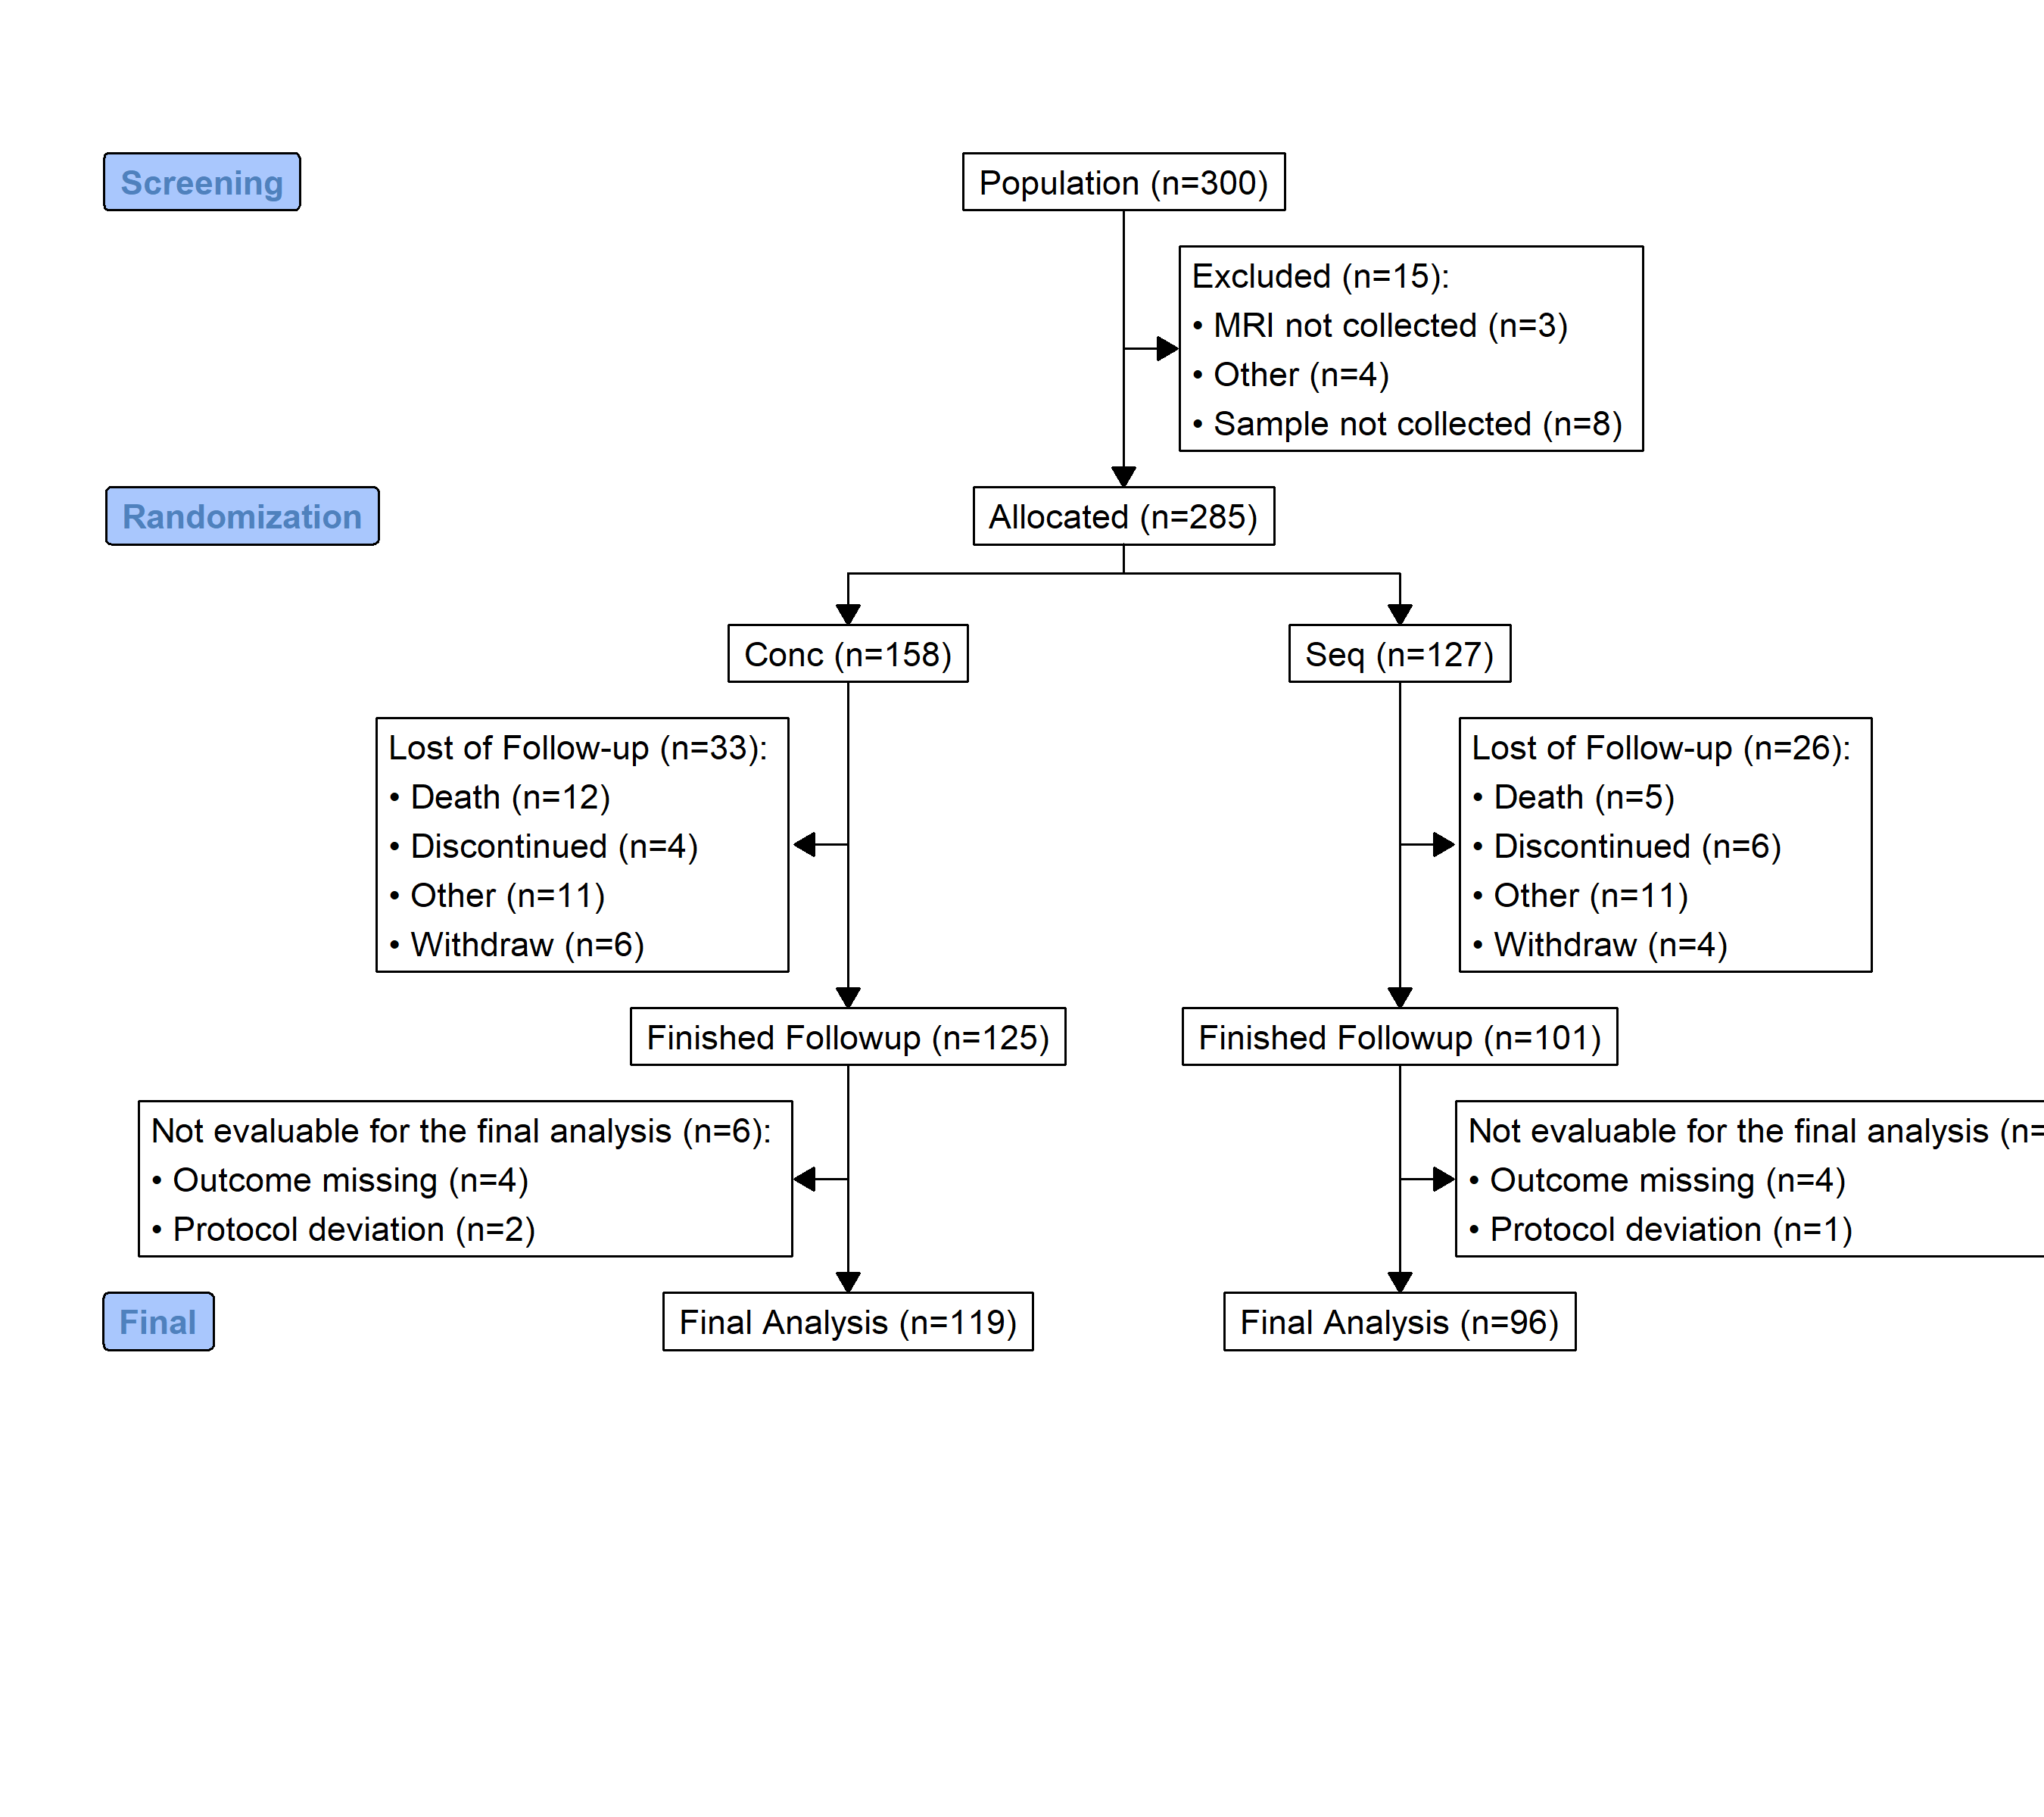 Screening
Population (n=300)
Excluded (n=15):
• MRI not collected (n=3)
• Other (n=4)
• Sample not collected (n=8)
Randomization
Allocated (n=285)
Conc (n=158)
Seq (n=127)
Lost of Follow-up (n=33):
• Death (n=12)
• Discontinued (n=4)
• Other (n=11)
• Withdraw (n=6)
Lost of Follow-up (n=26):
• Death (n=5)
• Discontinued (n=6)
• Other (n=11)
• Withdraw (n=4)
Finished Followup (n=125)
Finished Followup (n=101)
Not evaluable for the final analysis (n=6):
• Outcome missing (n=4)
• Protocol deviation (n=2)
Not evaluable for the final analysis (n=
• Outcome missing (n=4)
• Protocol deviation (n=1)
Final
Final Analysis (n=119)
Final Analysis (n=96)